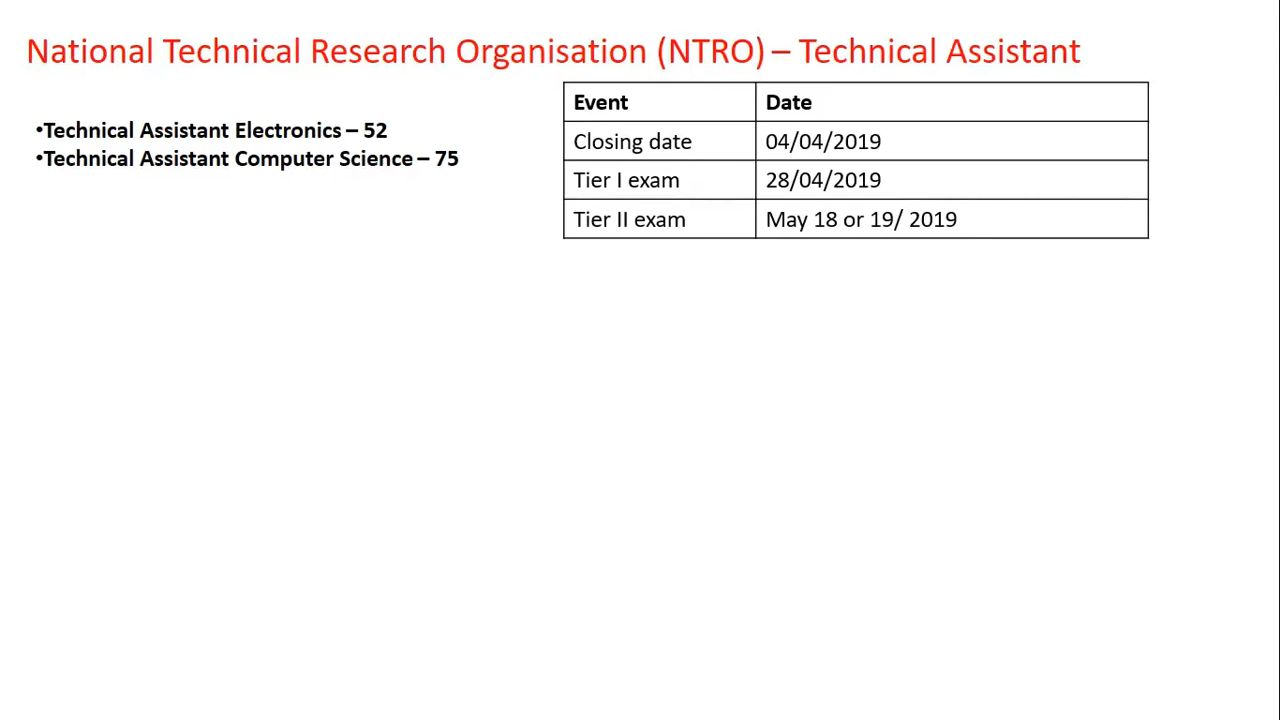 National Technical Research Organisation (NTRO) – Technical Assistant
•Technical Assistant Electronics – 52
•Technical Assistant Computer Science – 75
Event Date
Closing date 04/04/2019
Tier I exam 28/04/2019
Tier II exam May 18 or 19/ 2019